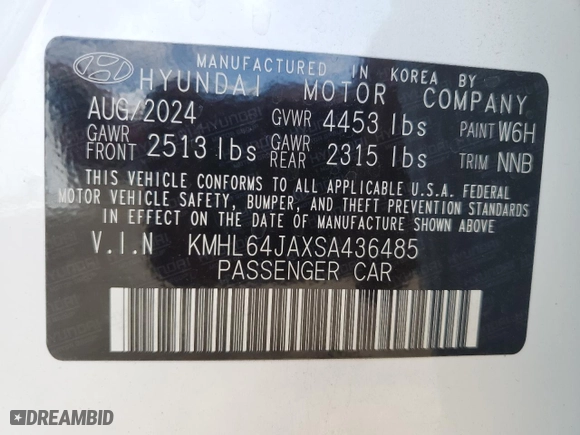 MANUFACTURED IN KOREA BY
HYUNDAI MOTOR COMPANY
AUG/2024 GVWR 4453 lbs PAINT W6H
GAWR FRONT 2513 lbs GAWR REAR 2315 lbs TRIM NNB
THIS VEHICLE CONFORMS TO ALL APPLICABLE U.S.A. FEDERAL
MOTOR VEHICLE SAFETY, BUMPER, AND THEFT PREVENTION STANDARDS
IN EFFECT ON THE DATE OF MANUFACTURE SHOWN ABOVE.
V.I.N KMHL64JAXSA436485
PASSENGER CAR
DREAMBID